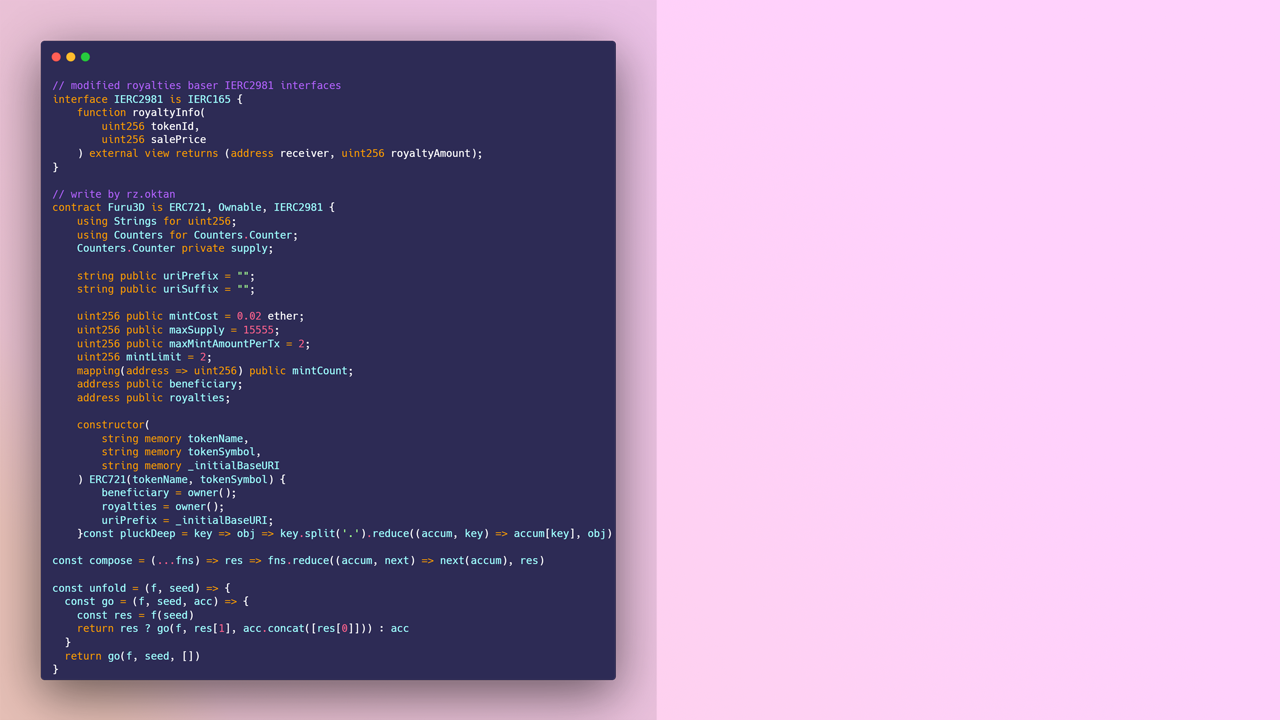 // modified royalties baser IERC2981 interfaces
interface IERC2981 is IERC165 {
    function royaltyInfo(
        uint256 tokenId,
        uint256 salePrice
    ) external view returns (address receiver, uint256 royaltyAmount);
}

// write by rz.oktan
contract Furu3D is ERC721, Ownable, IERC2981 {
    using Strings for uint256;
    using Counters for Counters.Counter;
    Counters.Counter private supply;

    string public uriPrefix = "";
    string public uriSuffix = "";

    uint256 public mintCost = 0.02 ether;
    uint256 public maxSupply = 15555;
    uint256 public maxMintAmountPerTx = 2;
    uint256 mintLimit = 2;
    mapping(address => uint256) public mintCount;
    address public beneficiary;
    address public royalties;

    constructor(
        string memory tokenName,
        string memory tokenSymbol,
        string memory _initialBaseURI
    ) ERC721(tokenName, tokenSymbol) {
        beneficiary = owner();
        royalties = owner();
        uriPrefix = _initialBaseURI;
    }const pluckDeep = key => obj => key.split('.').reduce((accum, key) => accum[key], obj)

const compose = (...fns) => res => fns.reduce((accum, next) => next(accum), res)

const unfold = (f, seed) => {
  const go = (f, seed, acc) => {
    const res = f(seed)
    return res ? go(f, res[1], acc.concat([res[0]])) : acc
  }
  return go(f, seed, [])
}